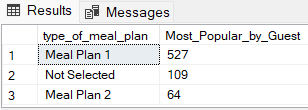 Results Messages
type_of_meal_plan Most_Popular_by_Guest
1 Meal Plan 1 527
2 Not Selected 109
3 Meal Plan 2 64